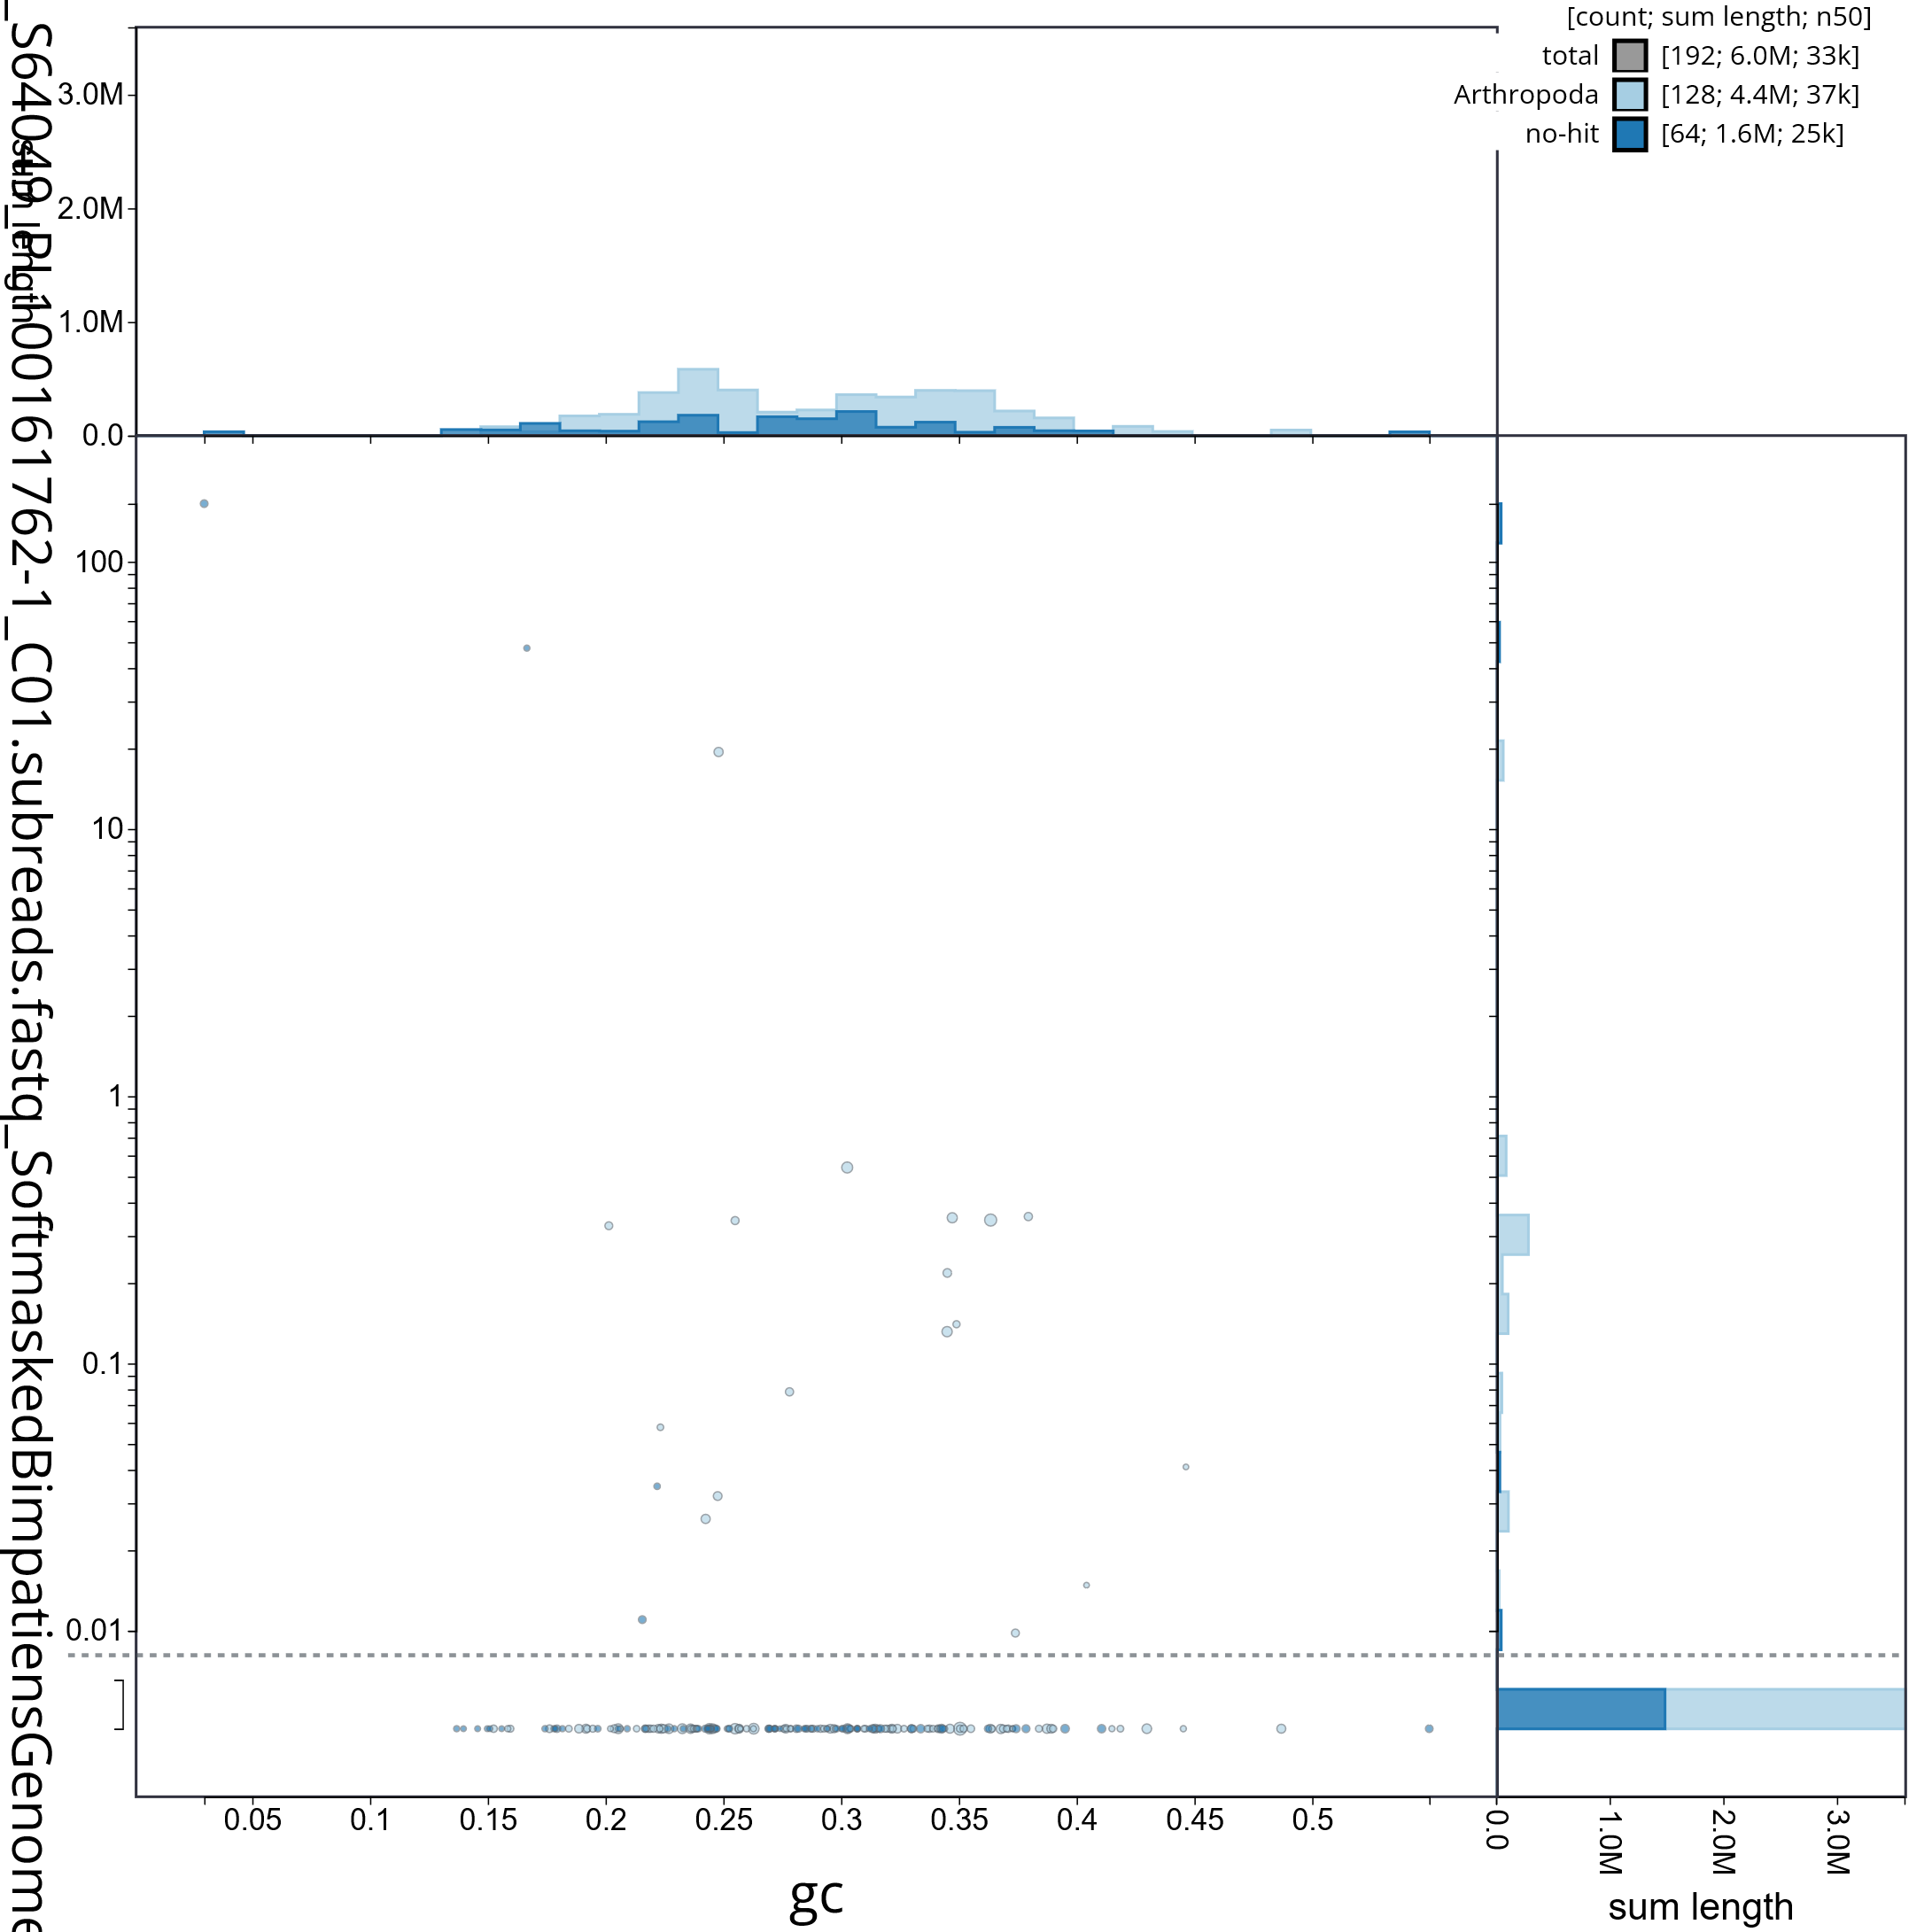 [count; sum length; n50]
total [192; 6.0M; 33k]
Arthropoda [128; 4.4M; 37k]
no-hit [64; 1.6M; 25k]
sum_length
3.0M
2.0M
1.0M
0.0
_S64049_PL100161762-1_C01.subreads.fastq_SoftmaskedBimpatiensGenome
100
10
1
0.1
0.01
0.05 0.1 0.15 0.2 0.25 0.3 0.35 0.4 0.45 0.5
gc
0.0 1.0M 2.0M 3.0M
sum length